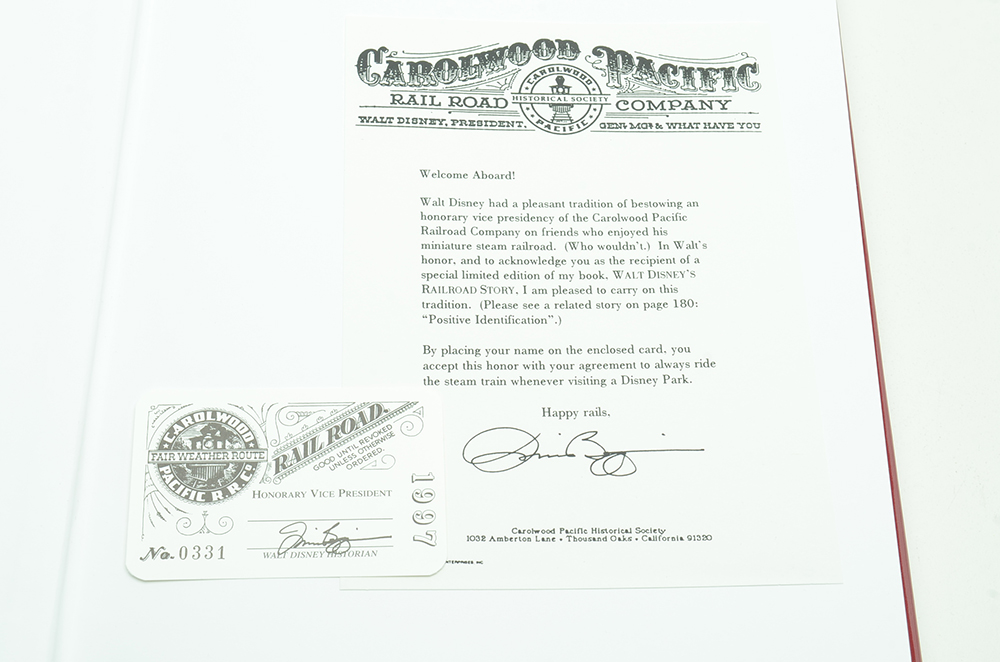 CAROLWOOD PACIFIC
RAIL ROAD COMPANY
CAROLWOOD
HISTORICAL SOCIETY
PACIFIC
WALT DISNEY, PRESIDENT, GENL MGR & WHAT HAVE YOU
Welcome Aboard!
Walt Disney had a pleasant tradition of bestowing an
honorary vice presidency of the Carolwood Pacific
Railroad Company on friends who enjoyed his
miniature steam railroad. (Who wouldn't.) In Walt's
honor, and to acknowledge you as the recipient of a
special limited edition of my book, WALT DISNEY'S
RAILROAD STORY, I am pleased to carry on this
tradition. (Please see a related story on page 180:
"Positive Identification".)
By placing your name on the enclosed card, you
accept this honor with your agreement to always ride
the steam train whenever visiting a Disney Park.
Happy rails,
Carolwood Pacific Historical Society
1032 Amberton Lane • Thousand Oaks • California 91320
CAROLWOOD
FAIR WEATHER ROUTE
PACIFIC R.R. Co
RAIL ROAD.
GOOD UNTIL REVOKED
UNLESS OTHERWISE
ORDERED.
HONORARY VICE PRESIDENT
1997
WALT DISNEY HISTORIAN
No. 0331